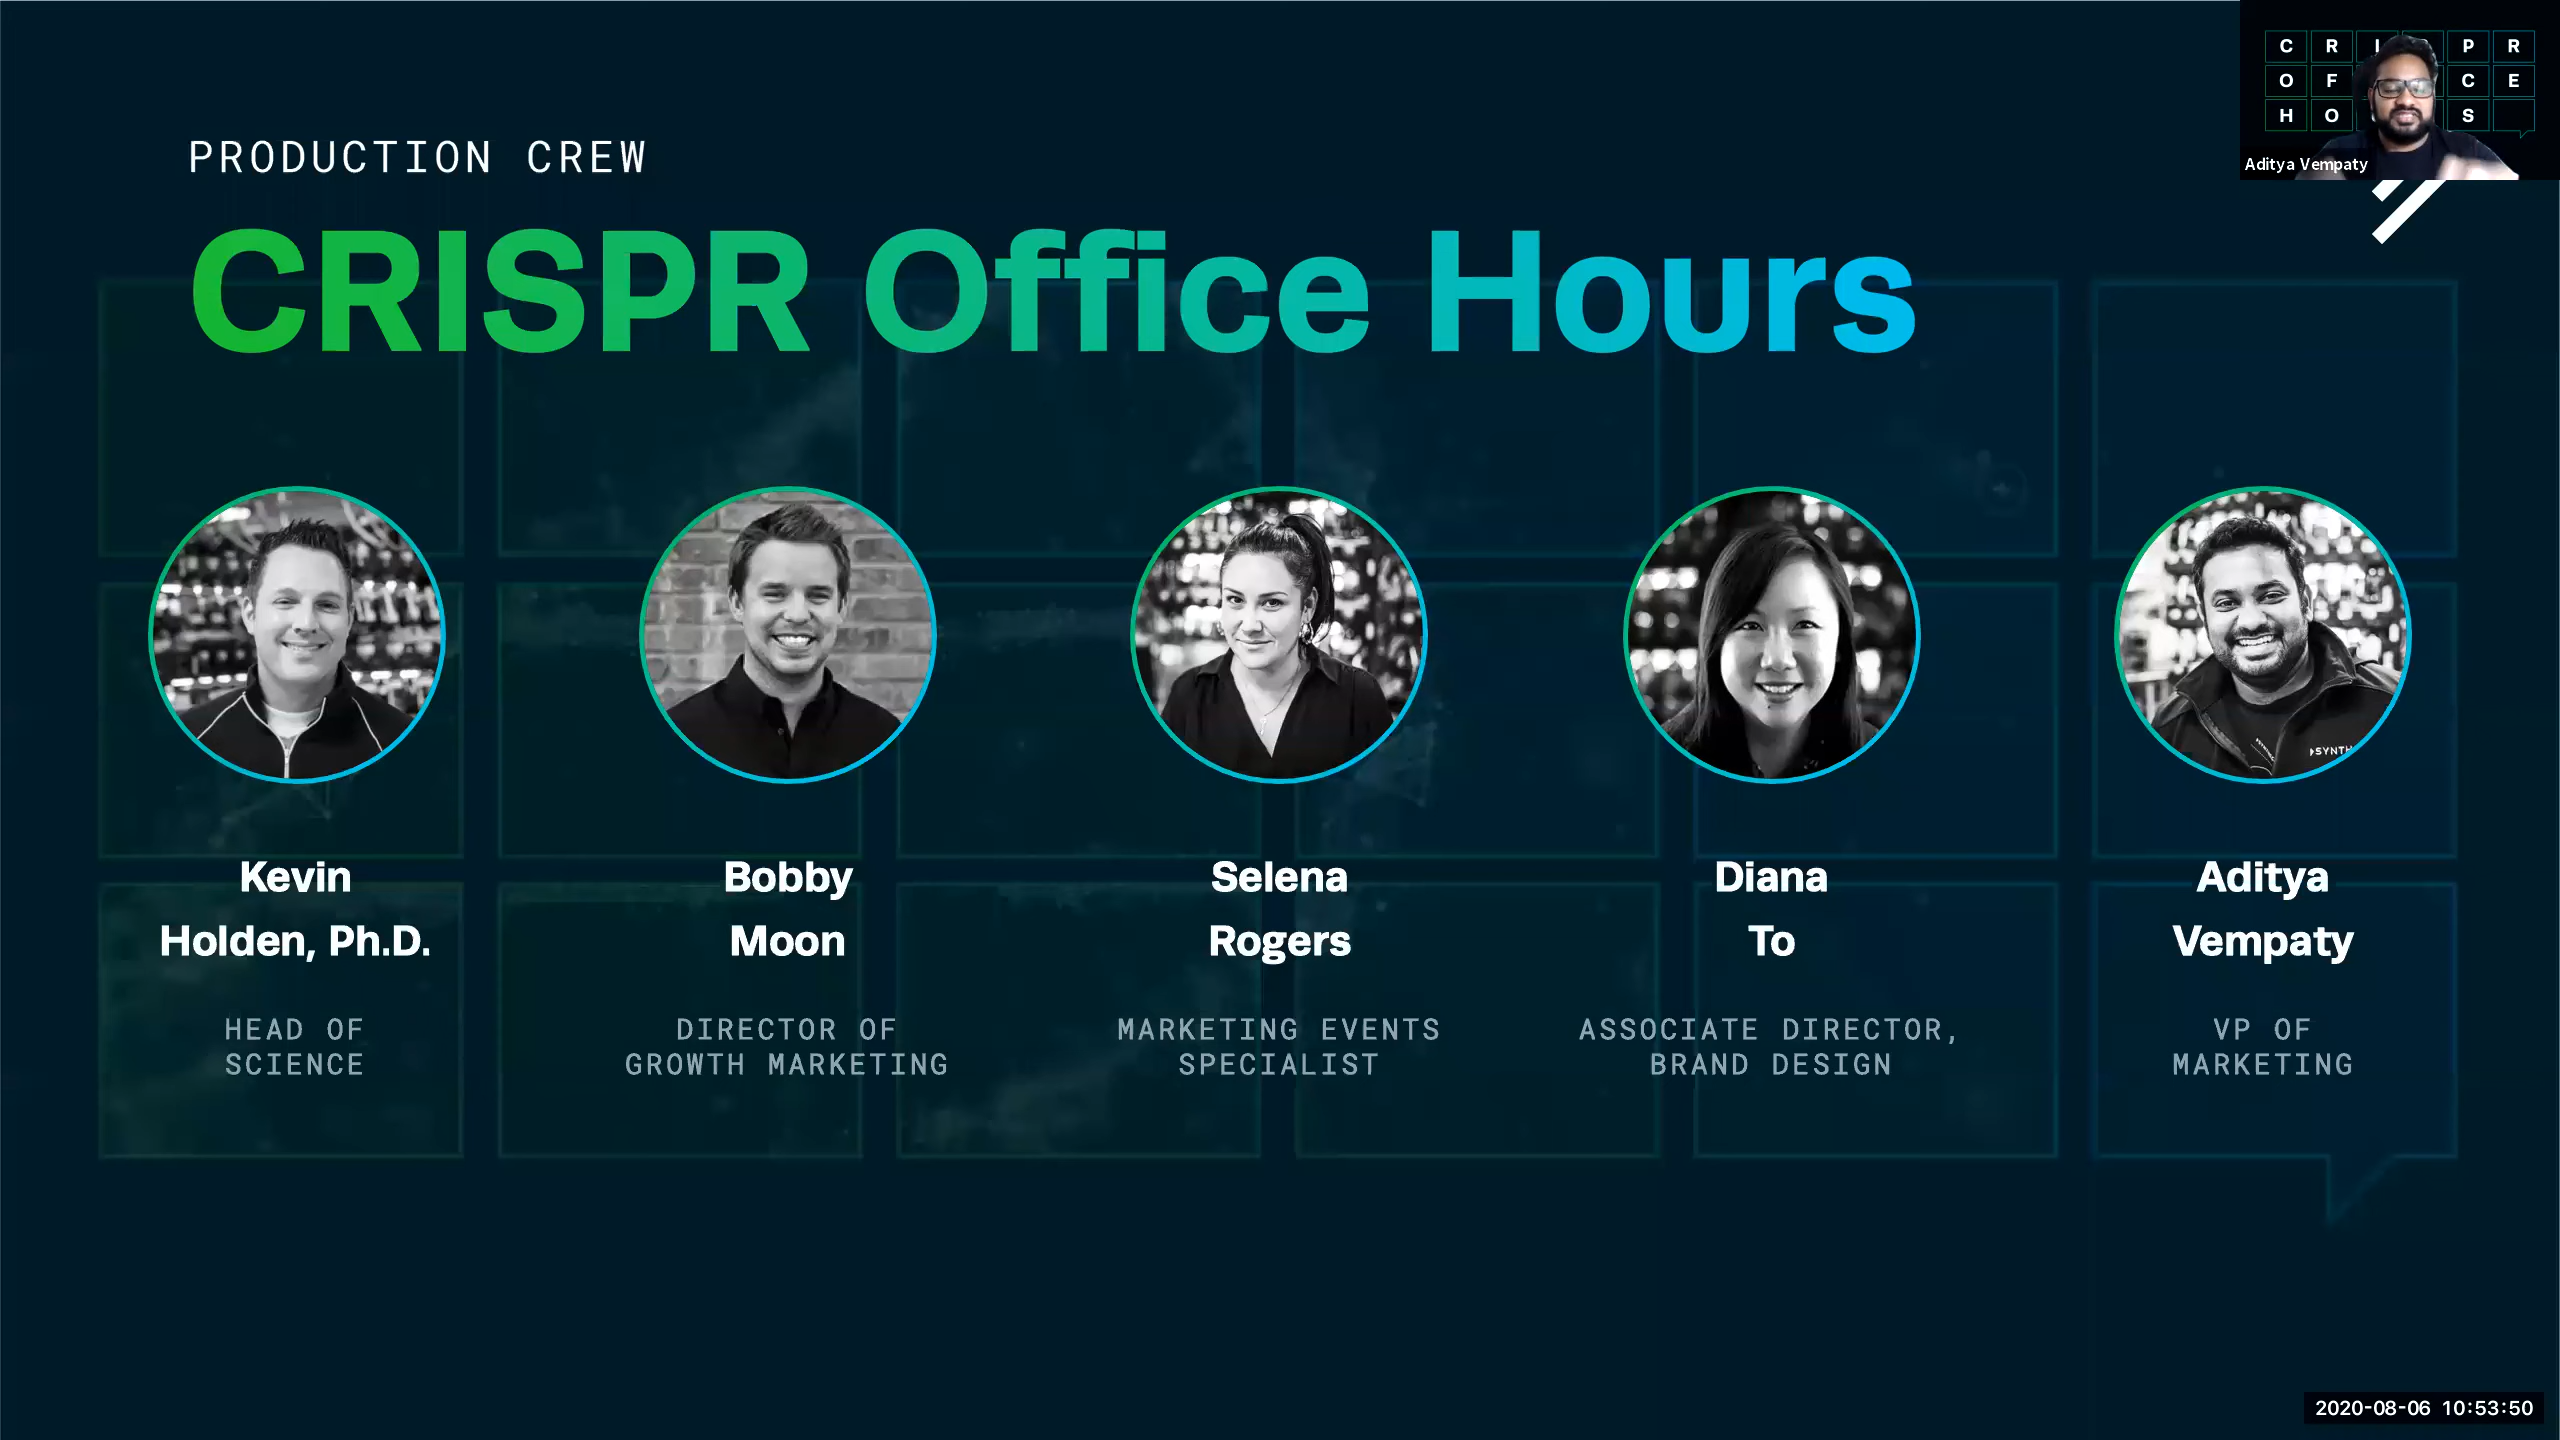 C R I P R
O F C E
H O S
Aditya Vempaty
PRODUCTION CREW
CRISPR Office Hours
SYNTH
Kevin
Holden, Ph.D.
HEAD OF
SCIENCE
Bobby
Moon
DIRECTOR OF
GROWTH MARKETING
Selena
Rogers
MARKETING EVENTS
SPECIALIST
Diana
To
ASSOCIATE DIRECTOR,
BRAND DESIGN
Aditya
Vempaty
VP OF
MARKETING
2020-08-06 10:53:50